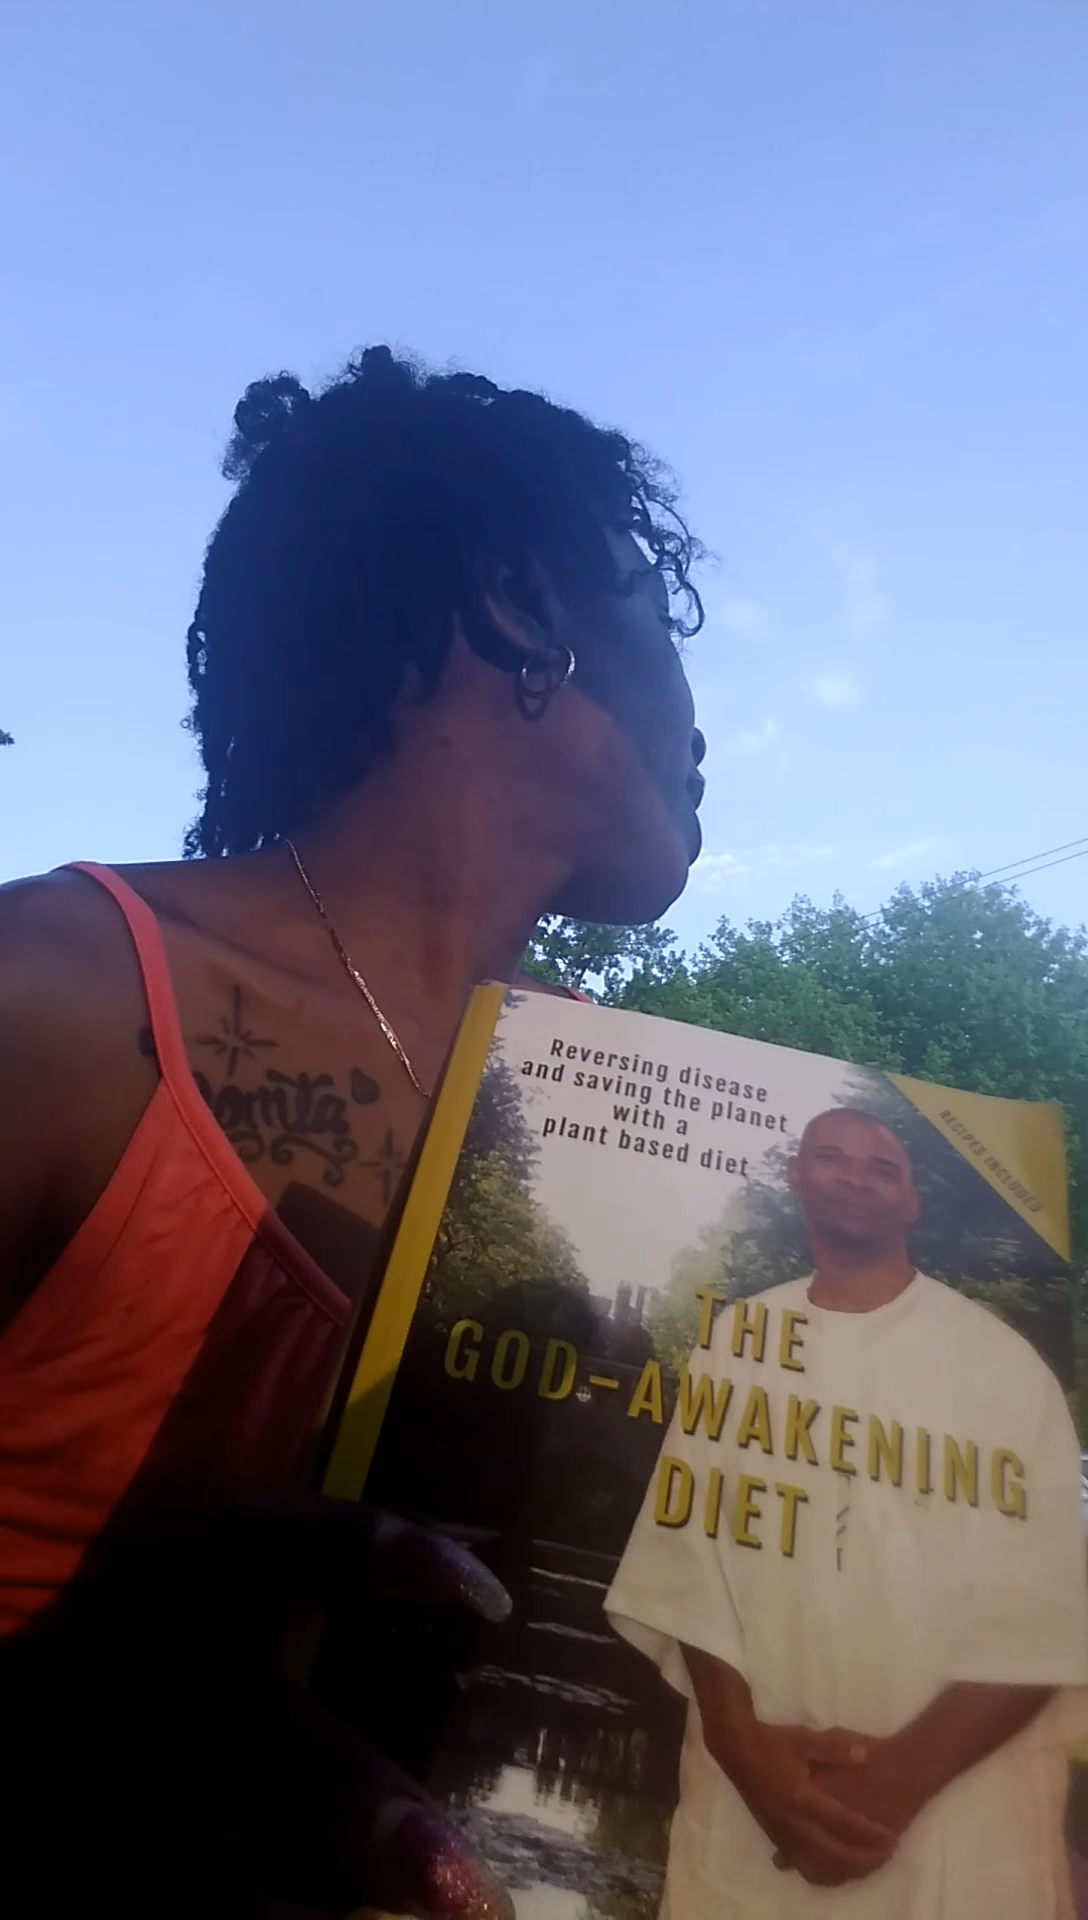 Reversing disease
and saving the planet
with a
plant based diet
RECIPES INCLUDED
THE
GOD-AWAKENING
DIET